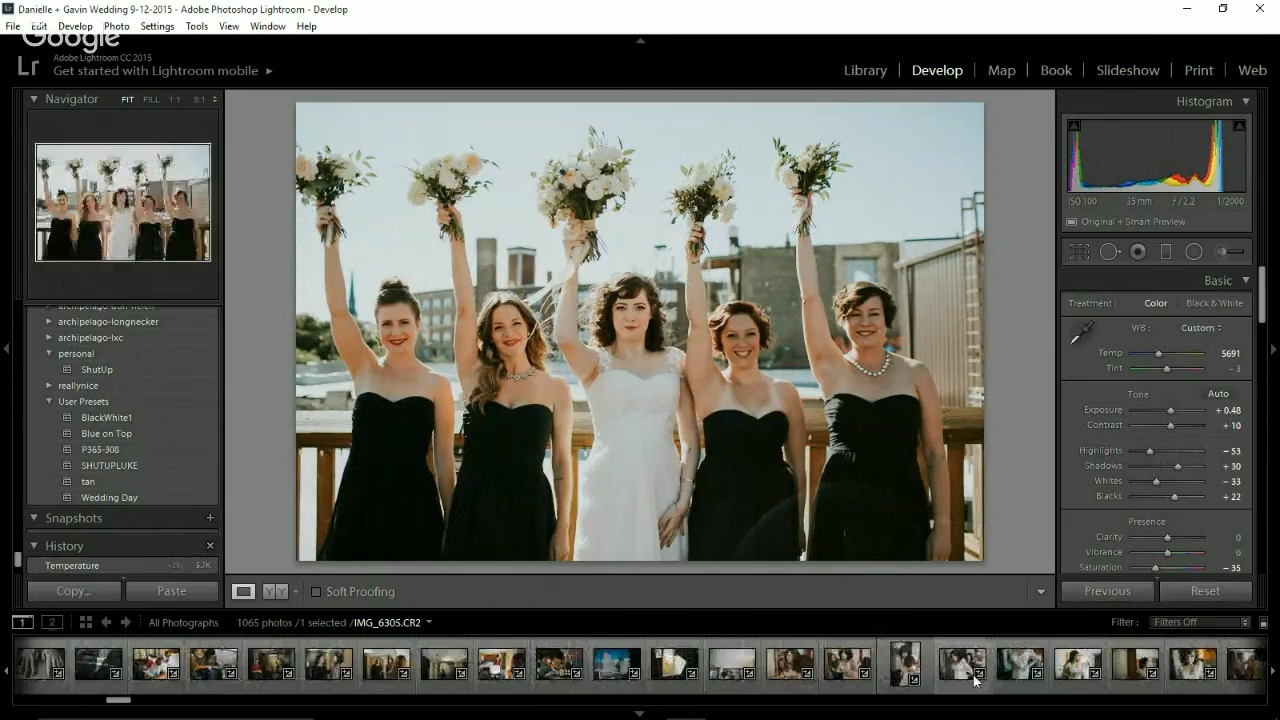 Danielle + Gavin Wedding 9-12-2015 - Adobe Photoshop Lightroom - Develop
File Edit Develop Photo Settings Tools View Window Help
Google
Lr Adobe Lightroom CC 2015
Get started with Lightroom mobile
Library Develop Map Book Slideshow Print Web
Navigator FIT FILL 1:1 3:1
archipelago-longnecker
archipelago-lxc
personal
ShutUp
reallynice
User Presets
BlackWhite1
Blue on Top
P365-308
SHUTUPLUKE
tan
Wedding Day
Snapshots +
History
Temperature +291 5.7K
Copy... Paste
Soft Proofing
Histogram
ISO 100 35 mm ƒ / 2.2 1/2000
Original + Smart Preview
Basic
Treatment : Color Black & White
WB : Custom
Temp 5691
Tint - 3
Tone Auto
Exposure + 0.48
Contrast + 10
Highlights - 53
Shadows + 30
Whites - 33
Blacks + 22
Presence
Clarity 0
Vibrance 0
Saturation - 35
Previous Reset
1 2 All Photographs 1065 photos / 1 selected / IMG_6305.CR2
Filter : Filters Off